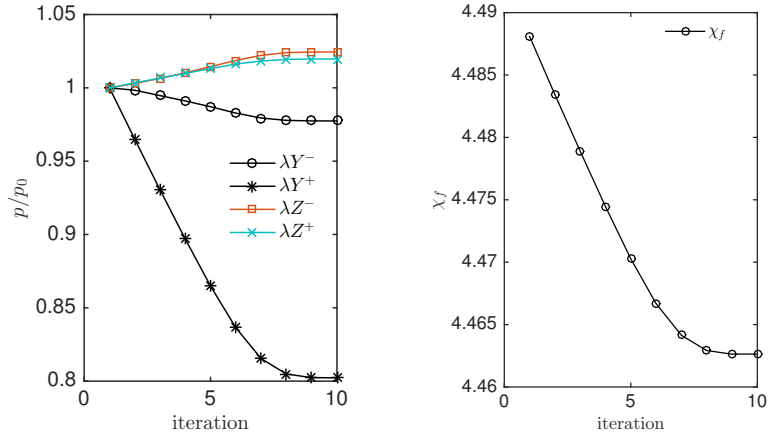 1.05
1
0.95
0.9
0.85
0.8
p/p₀
λY⁻
λY⁺
λZ⁻
λZ⁺
0
5
10
iteration
4.49
4.485
4.48
4.475
4.47
4.465
4.46
χ_f
χ_f
0
5
10
iteration